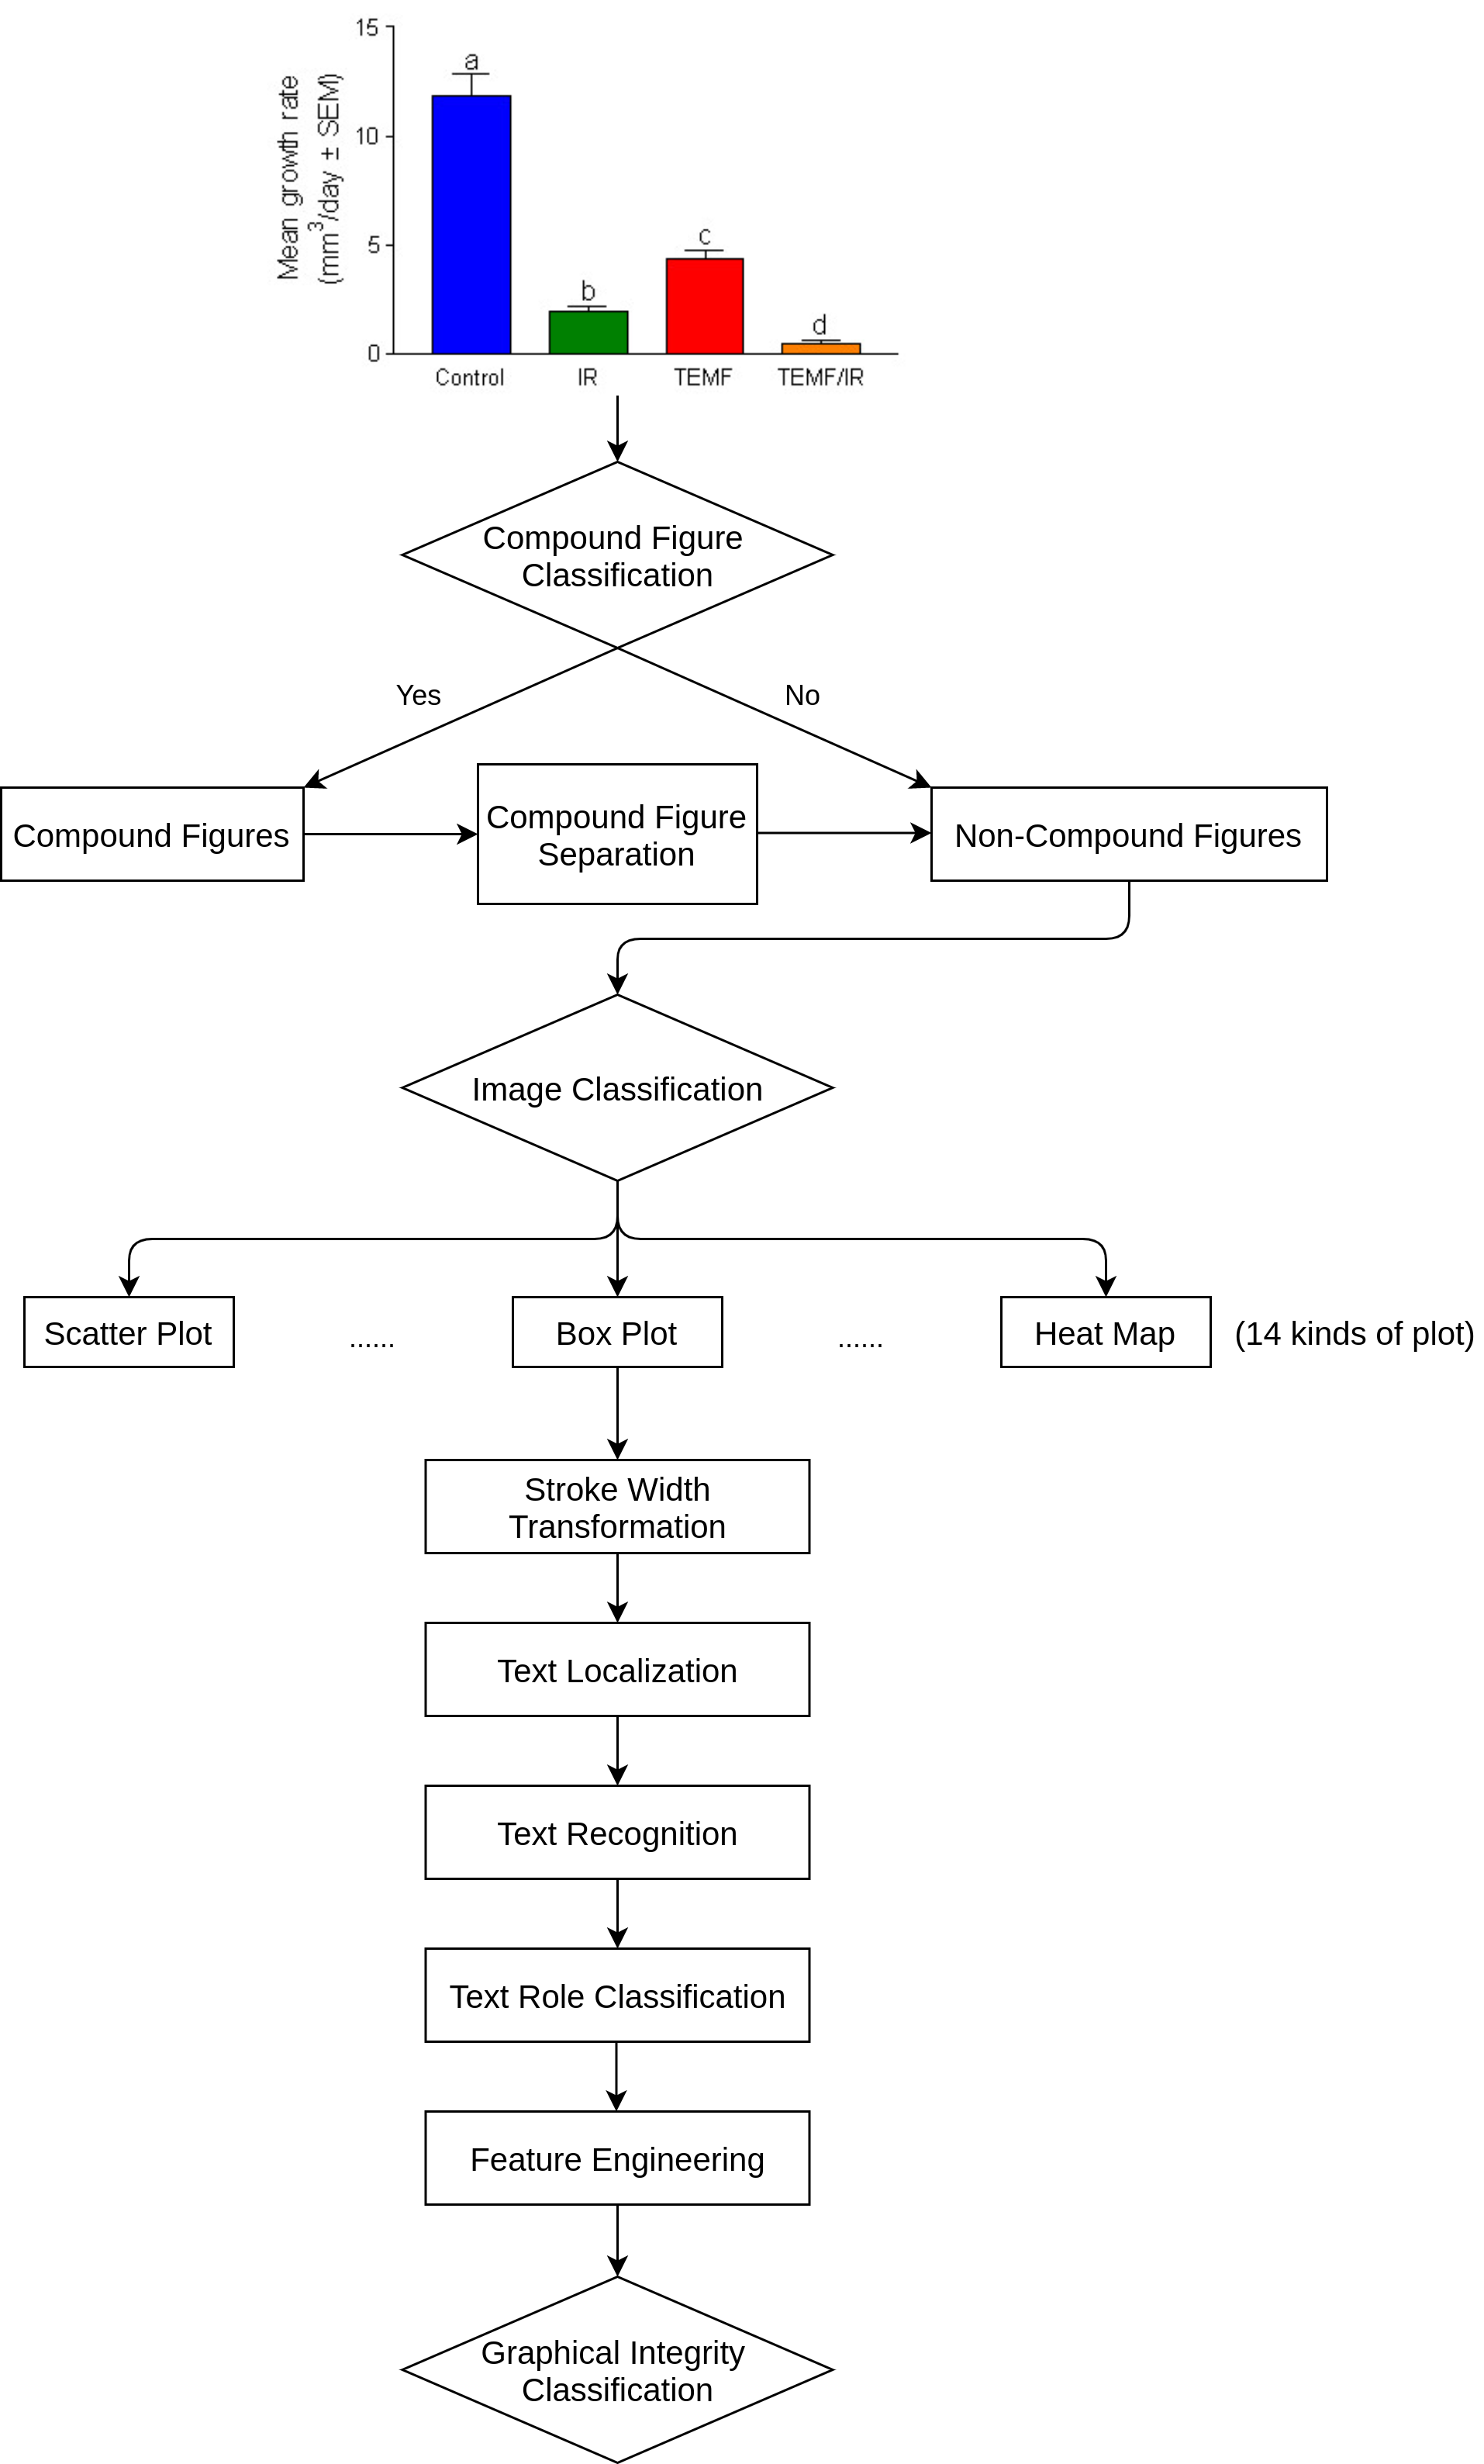 15
10
5
0
Mean growth rate
(mm³/day ± SEM)
a
b
c
d
Control
IR
TEMF
TEMF/IR
Compound Figure
Classification
Yes
No
Compound Figures
Compound Figure
Separation
Non-Compound Figures
Image Classification
Scatter Plot
......
Box Plot
......
Heat Map
(14 kinds of plot)
Stroke Width
Transformation
Text Localization
Text Recognition
Text Role Classification
Feature Engineering
Graphical Integrity
Classification